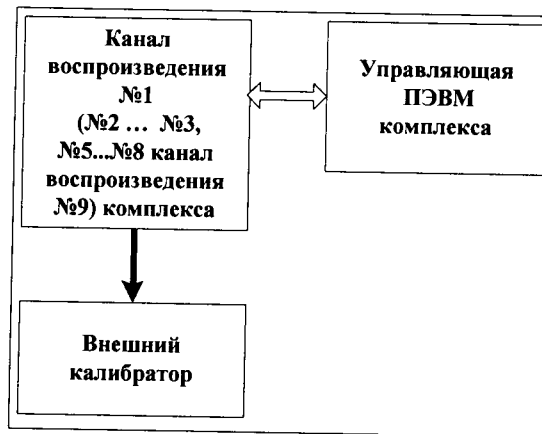 Канал
воспроизведения
№1
(№2 ... №3,
№5...№8 канал
воспроизведения
№9) комплекса
Управляющая
ПЭВМ
комплекса
Внешний
калибратор